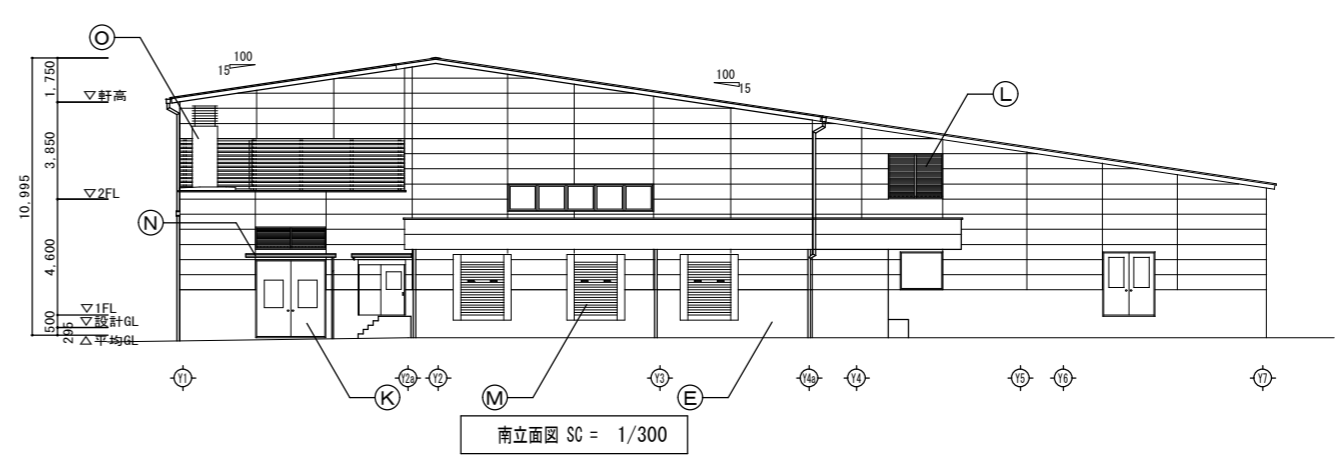 O
100
15
100
15
L
1,750
▽軒高
3,850
10,995
▽2FL
N
4,600
▽1FL
500
▽設計GL
295
△平均GL
Y1
Y2a
Y2
Y3
Y4a
Y4
Y5
Y6
Y7
K
M
E
南立面図 SC = 1/300